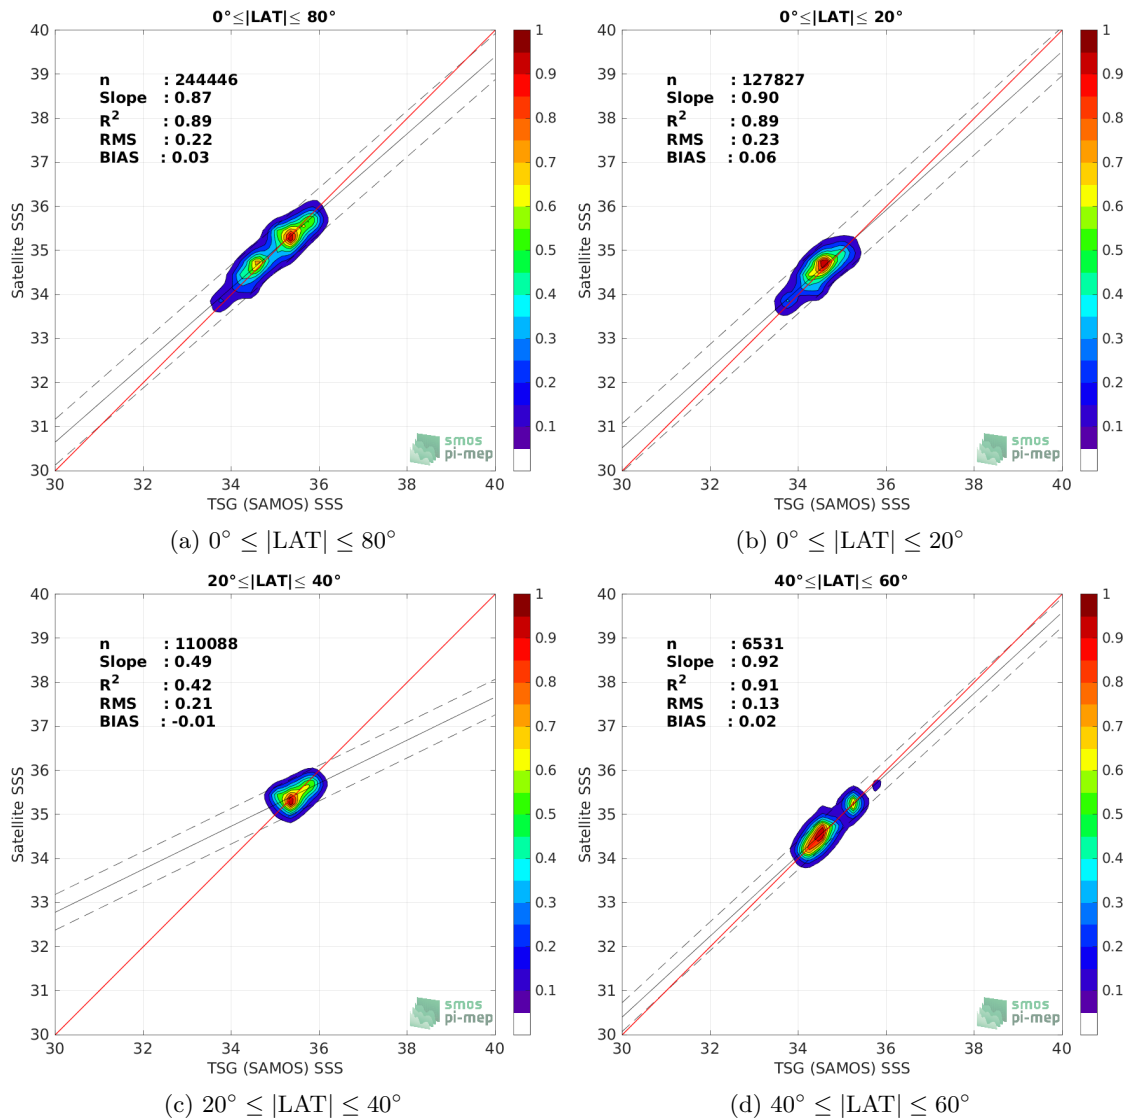 0°≤|LAT|≤ 80°
40
39
38
37
36
35
34
33
32
31
30
Satellite SSS
n : 244446
Slope : 0.87
R² : 0.89
RMS : 0.22
BIAS : 0.03
smos
pi-mep
30 32 34 36 38 40
TSG (SAMOS) SSS
1
0.9
0.8
0.7
0.6
0.5
0.4
0.3
0.2
0.1
(a) 0° ≤ |LAT| ≤ 80°
0°≤|LAT|≤ 20°
40
39
38
37
36
35
34
33
32
31
30
Satellite SSS
n : 127827
Slope : 0.90
R² : 0.89
RMS : 0.23
BIAS : 0.06
smos
pi-mep
30 32 34 36 38 40
TSG (SAMOS) SSS
1
0.9
0.8
0.7
0.6
0.5
0.4
0.3
0.2
0.1
(b) 0° ≤ |LAT| ≤ 20°
20°≤|LAT|≤ 40°
40
39
38
37
36
35
34
33
32
31
30
Satellite SSS
n : 110088
Slope : 0.49
R² : 0.42
RMS : 0.21
BIAS : -0.01
smos
pi-mep
30 32 34 36 38 40
TSG (SAMOS) SSS
1
0.9
0.8
0.7
0.6
0.5
0.4
0.3
0.2
0.1
(c) 20° ≤ |LAT| ≤ 40°
40°≤|LAT|≤ 60°
40
39
38
37
36
35
34
33
32
31
30
Satellite SSS
n : 6531
Slope : 0.92
R² : 0.91
RMS : 0.13
BIAS : 0.02
smos
pi-mep
30 32 34 36 38 40
TSG (SAMOS) SSS
1
0.9
0.8
0.7
0.6
0.5
0.4
0.3
0.2
0.1
(d) 40° ≤ |LAT| ≤ 60°